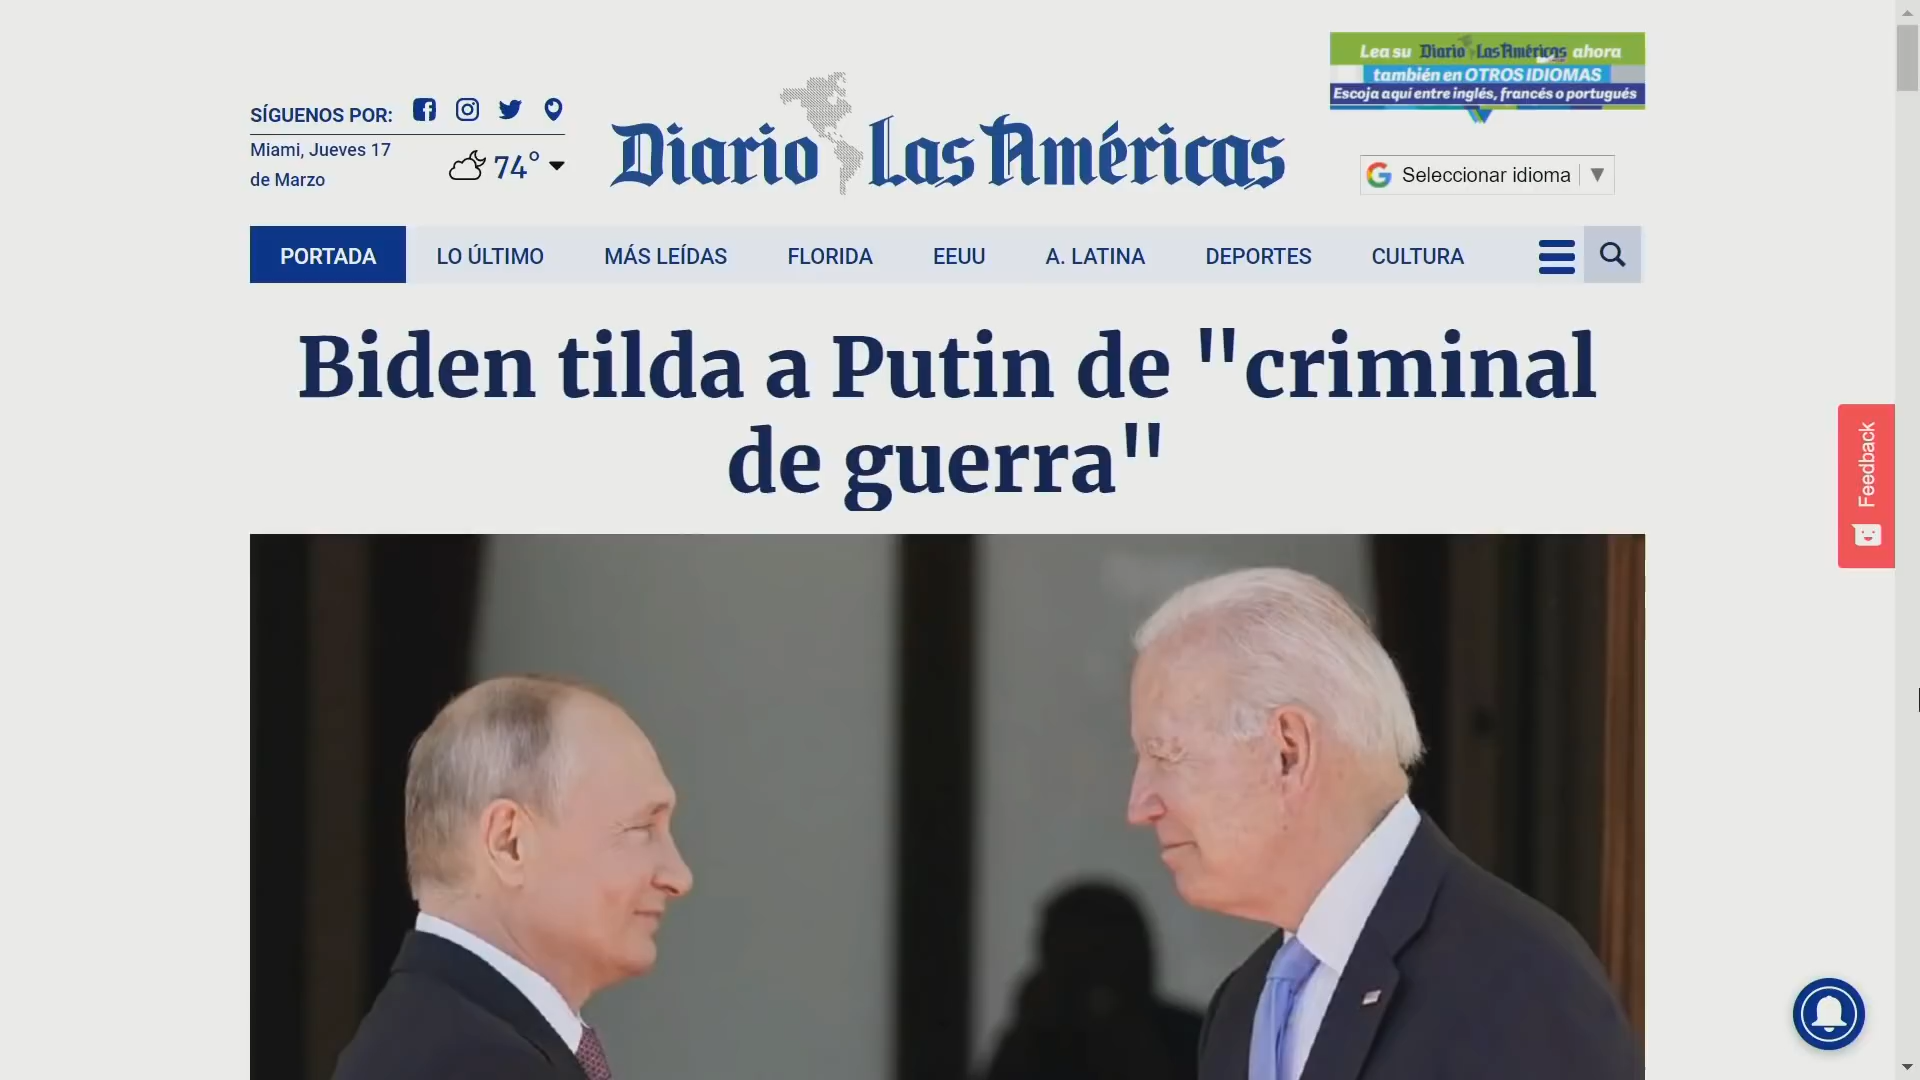 Lea su Diario Las Américas ahora
también en OTROS IDIOMAS
Escoja aquí entre inglés, francés o portugués
SÍGUENOS POR:
Miami, Jueves 17
de Marzo
74°
Diario Las Américas
Seleccionar idioma ▼
PORTADA LO ÚLTIMO MÁS LEÍDAS FLORIDA EEUU A. LATINA DEPORTES CULTURA
Biden tilda a Putin de "criminal
de guerra"
Feedback